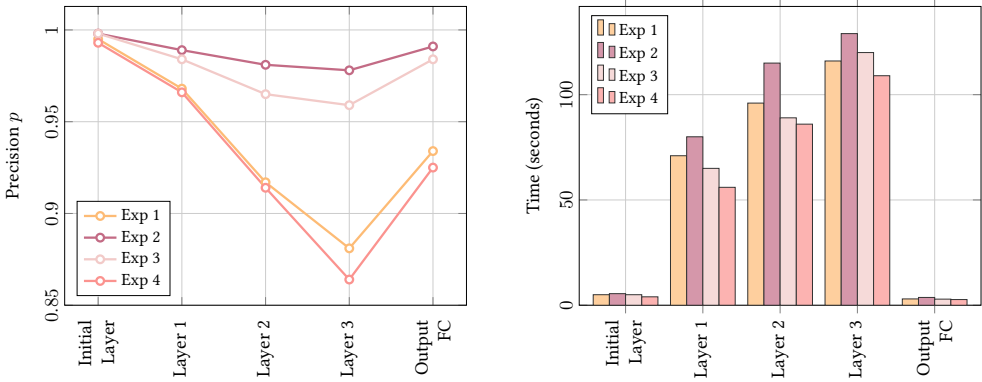 Precision p
1
0.95
0.9
0.85
Exp 1
Exp 2
Exp 3
Exp 4
Initial
Layer
Layer 1
Layer 2
Layer 3
Output
FC
Time (seconds)
100
50
0
Exp 1
Exp 2
Exp 3
Exp 4
Initial
Layer
Layer 1
Layer 2
Layer 3
Output
FC